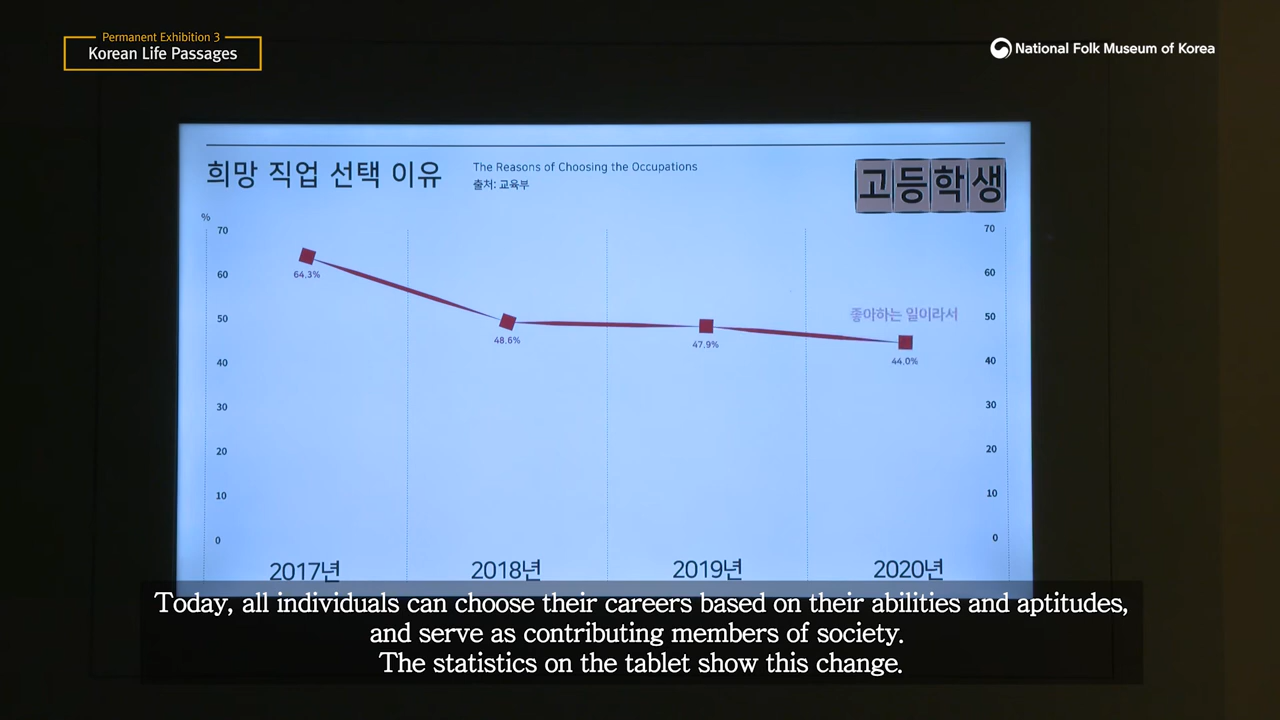 Permanent Exhibition 3
Korean Life Passages
National Folk Museum of Korea
희망 직업 선택 이유
The Reasons of Choosing the Occupations
출처: 교육부
고등학생
%
70
60
50
40
30
20
10
0
64.3%
48.6%
47.9%
44.0%
좋아하는 일이라서
70
60
50
40
30
20
10
0
2017년
2018년
2019년
2020년
Today, all individuals can choose their careers based on their abilities and aptitudes,
and serve as contributing members of society.
The statistics on the tablet show this change.